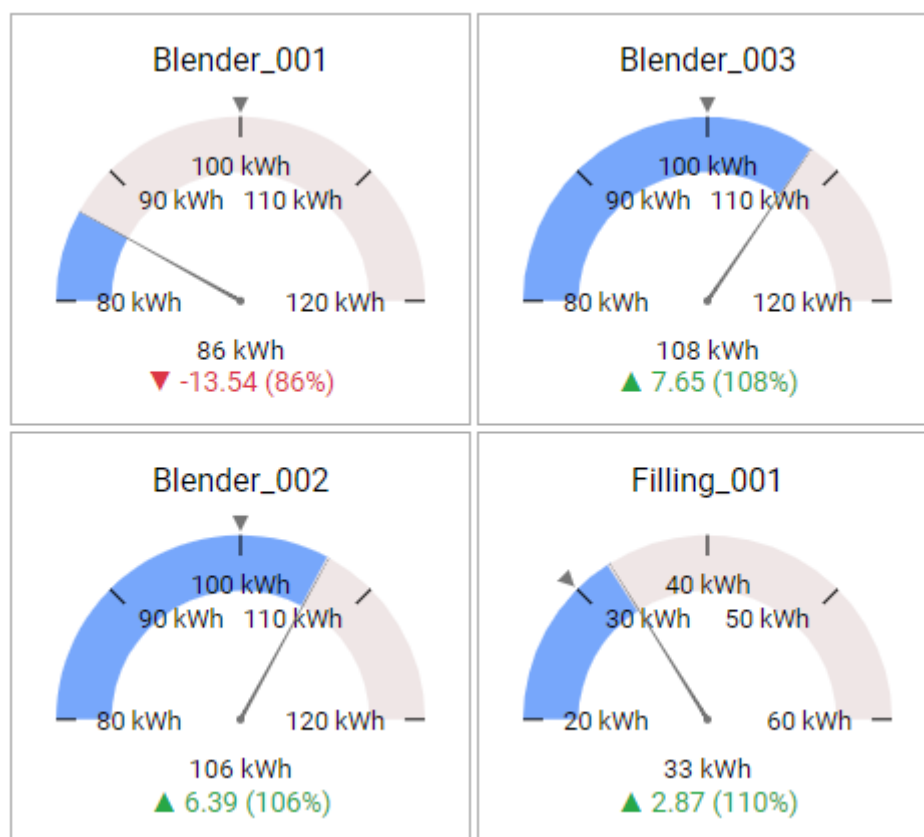 Blender_001
100 kWh
90 kWh 110 kWh
80 kWh 120 kWh
86 kWh
▼ -13.54 (86%)
Blender_003
100 kWh
90 kWh 110 kWh
80 kWh 120 kWh
108 kWh
▲ 7.65 (108%)
Blender_002
100 kWh
90 kWh 110 kWh
80 kWh 120 kWh
106 kWh
▲ 6.39 (106%)
Filling_001
40 kWh
30 kWh 50 kWh
20 kWh 60 kWh
33 kWh
▲ 2.87 (110%)